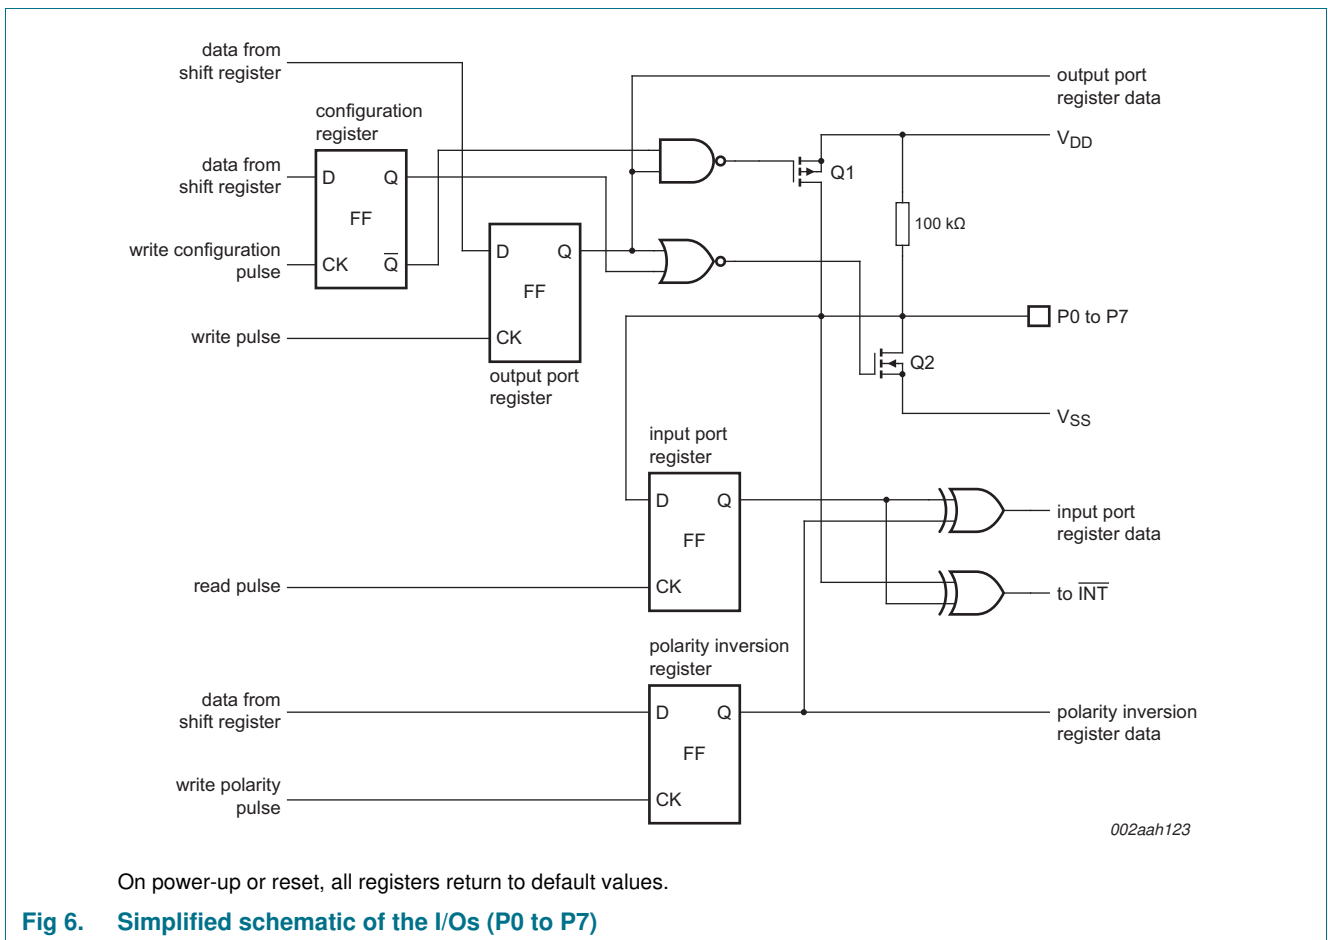 data from
shift register
output port
register data
configuration
register
V_DD
data from
shift register
D
Q
Q1
FF
100 kΩ
write configuration
pulse
CK
Q̅
D
Q
FF
P0 to P7
write pulse
CK
Q2
output port
register
V_SS
input port
register
D
Q
input port
register data
FF
read pulse
CK
to I̅N̅T̅
polarity inversion
register
data from
shift register
D
Q
polarity inversion
register data
FF
write polarity
pulse
CK
002aah123
On power-up or reset, all registers return to default values.
Fig 6. Simplified schematic of the I/Os (P0 to P7)